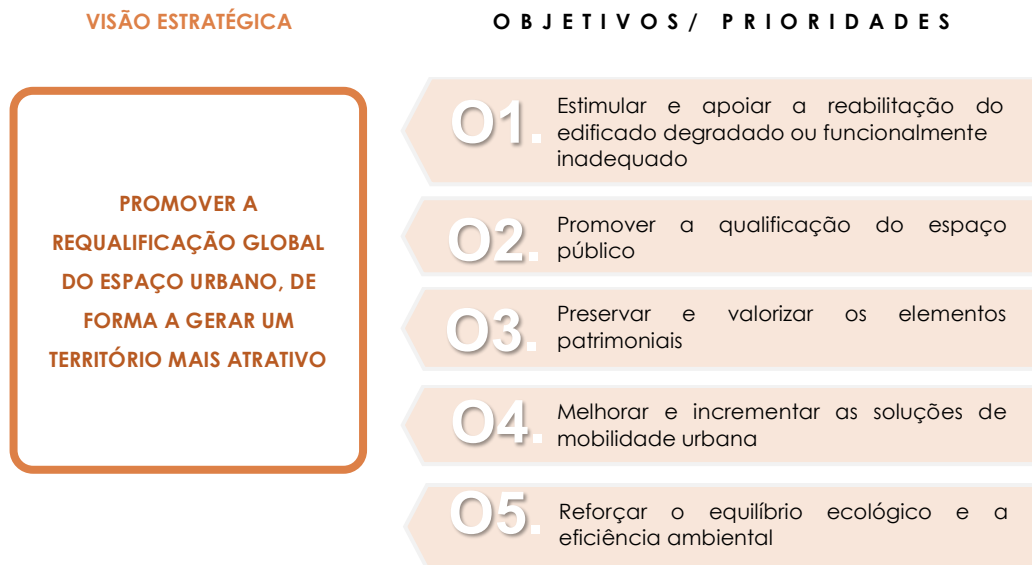 VISÃO ESTRATÉGICA
OBJETIVOS/ PRIORIDADES
PROMOVER A
REQUALIFICAÇÃO GLOBAL
DO ESPAÇO URBANO, DE
FORMA A GERAR UM
TERRITÓRIO MAIS ATRATIVO
O1.
Estimular e apoiar a reabilitação do
edificado degradado ou funcionalmente
inadequado
O2.
Promover a qualificação do espaço
público
O3.
Preservar e valorizar os elementos
patrimoniais
O4.
Melhorar e incrementar as soluções de
mobilidade urbana
O5.
Reforçar o equilíbrio ecológico e a
eficiência ambiental